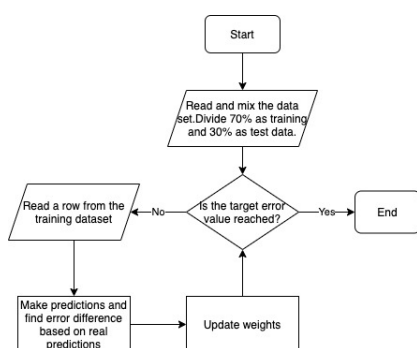 Start
Read and mix the data
set.Divide 70% as training
and 30% as test data.
Is the target error
value reached?
No
Yes
End
Read a row from the
training dataset
Make predictions and
find error difference
based on real
predictions
Update weights